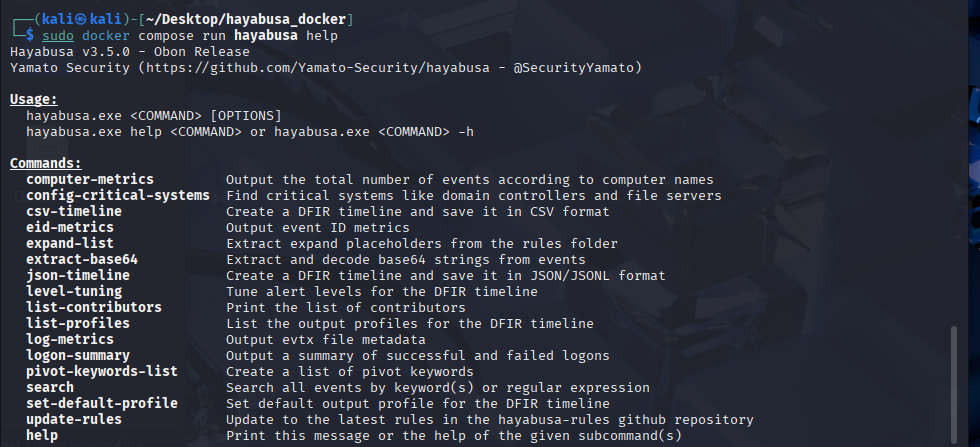 ┌──(kali㉿kali)-[~/Desktop/hayabusa_docker]
└─$ sudo docker compose run hayabusa help
Hayabusa v3.5.0 - Obon Release
Yamato Security (https://github.com/Yamato-Security/hayabusa - @SecurityYamato)
Usage:
hayabusa.exe <COMMAND> [OPTIONS]
hayabusa.exe help <COMMAND> or hayabusa.exe <COMMAND> -h
Commands:
computer-metrics Output the total number of events according to computer names
config-critical-systems Find critical systems like domain controllers and file servers
csv-timeline Create a DFIR timeline and save it in CSV format
eid-metrics Output event ID metrics
expand-list Extract expand placeholders from the rules folder
extract-base64 Extract and decode base64 strings from events
json-timeline Create a DFIR timeline and save it in JSON/JSONL format
level-tuning Tune alert levels for the DFIR timeline
list-contributors Print the list of contributors
list-profiles List the output profiles for the DFIR timeline
log-metrics Output evtx file metadata
logon-summary Output a summary of successful and failed logons
pivot-keywords-list Create a list of pivot keywords
search Search all events by keyword(s) or regular expression
set-default-profile Set default output profile for the DFIR timeline
update-rules Update to the latest rules in the hayabusa-rules github repository
help Print this message or the help of the given subcommand(s)